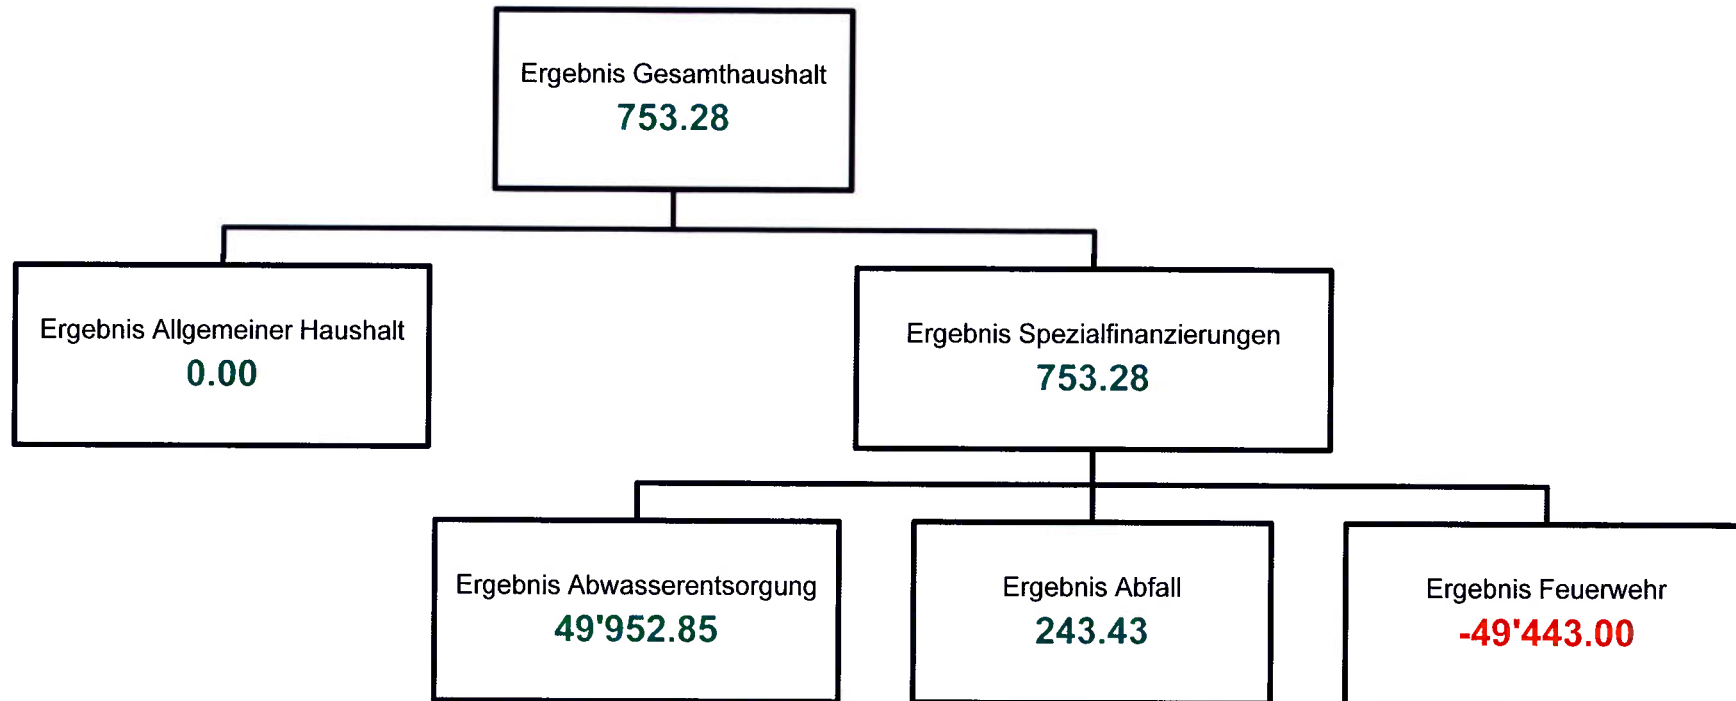 Ergebnis Gesamthaushalt
753.28
Ergebnis Allgemeiner Haushalt
0.00
Ergebnis Spezialfinanzierungen
753.28
Ergebnis Abwasserentsorgung
49'952.85
Ergebnis Abfall
243.43
Ergebnis Feuerwehr
-49'443.00